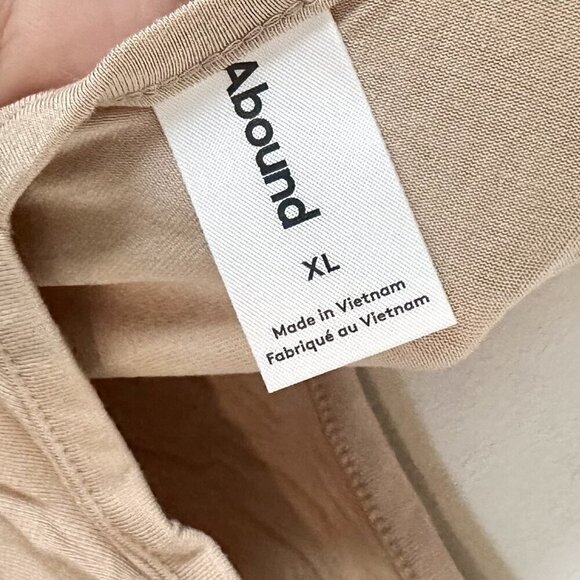 Abound
XL
Made in Vietnam
Fabriqué au Vietnam